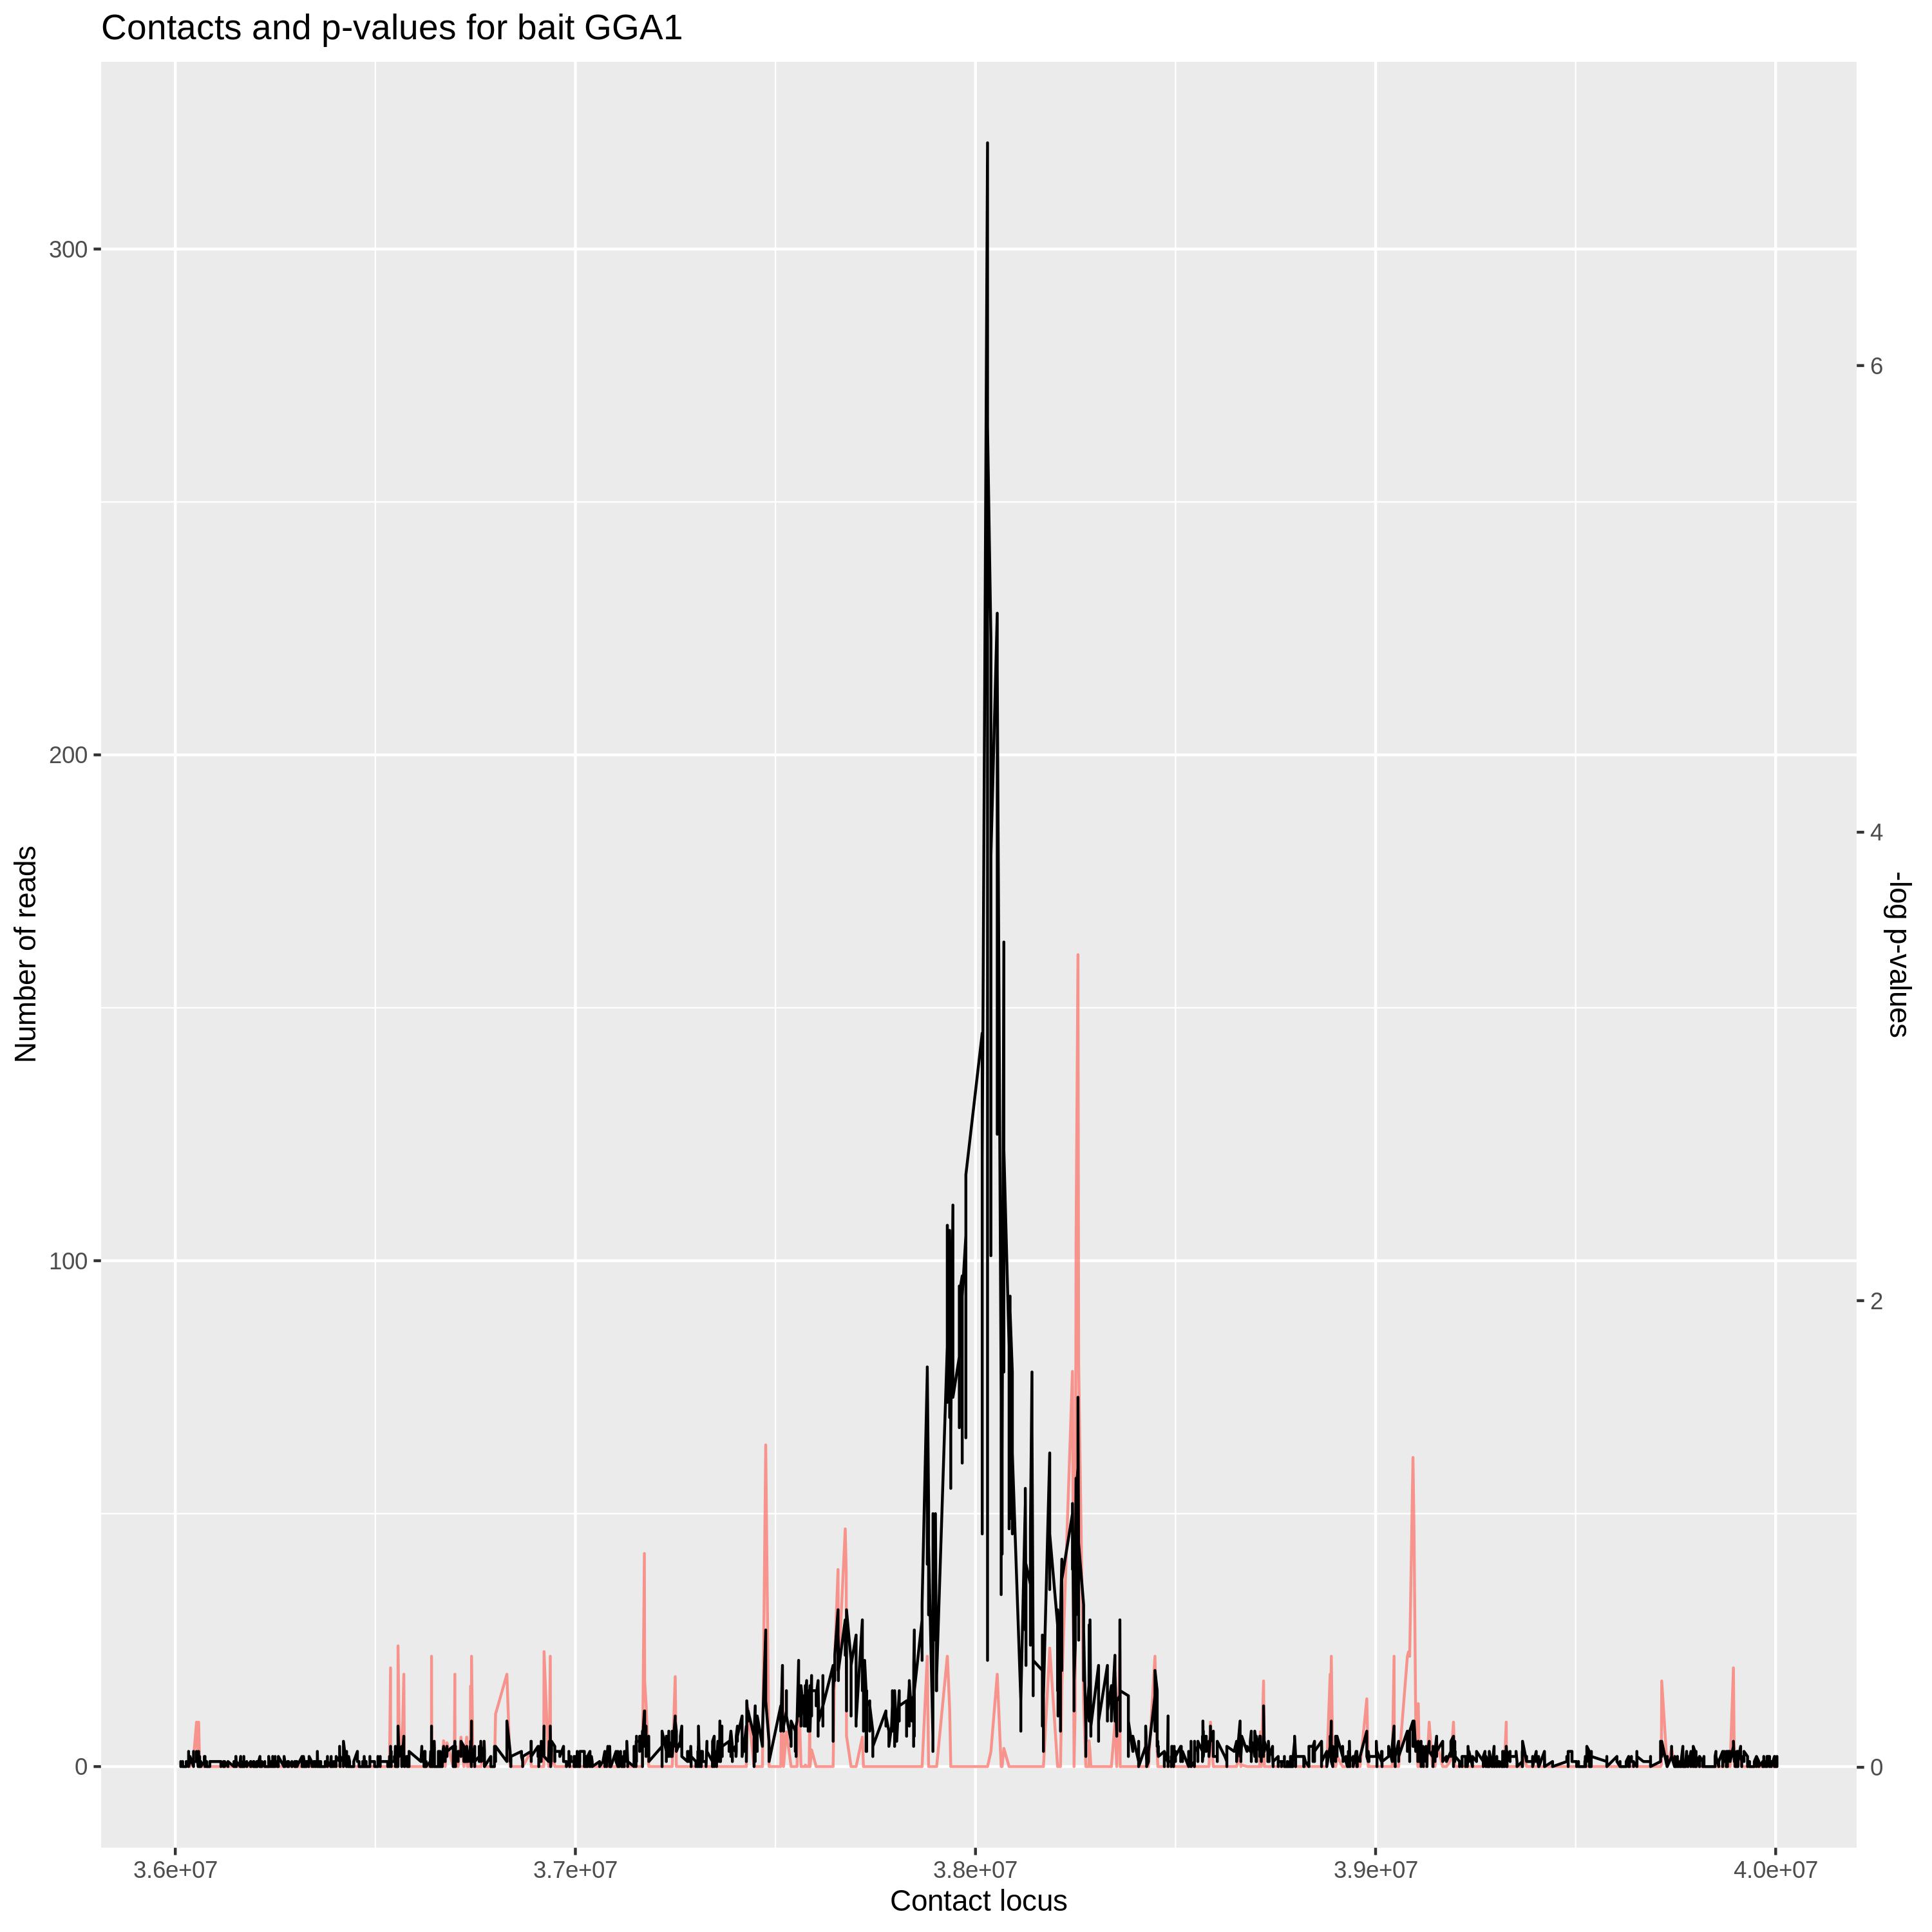 Contacts and p-values for bait GGA1
300
200
100
0
Number of reads
6
4
2
0
-log p-values
3.6e+07
3.7e+07
3.8e+07
3.9e+07
4.0e+07
Contact locus